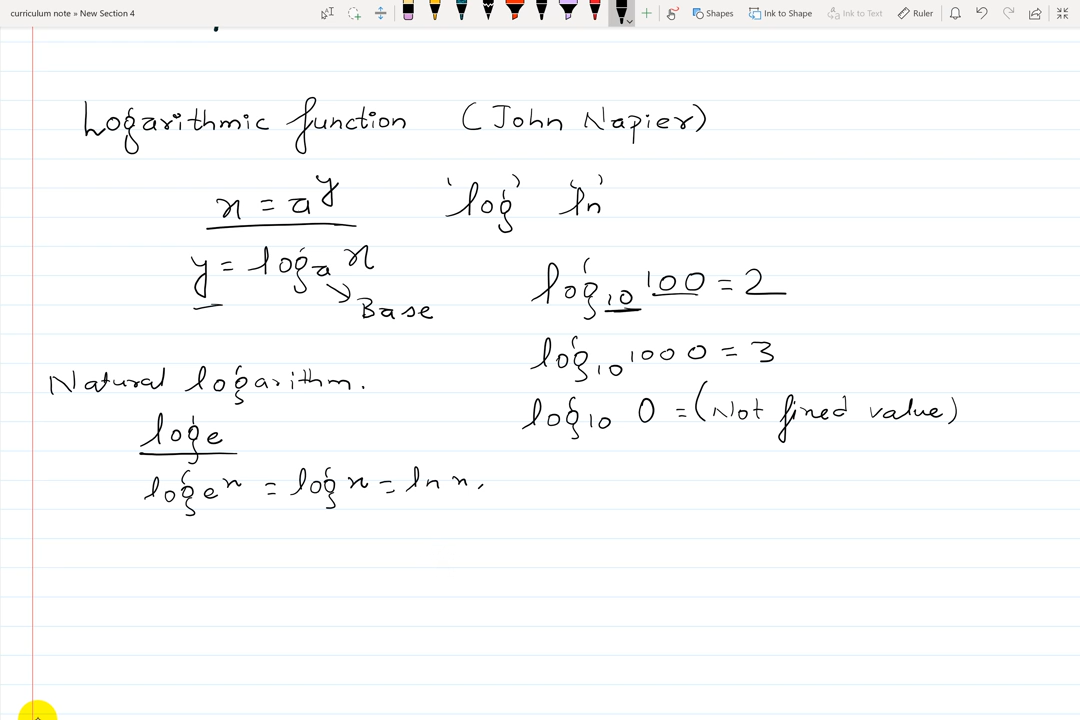 curriculum note » New Section 4
Shapes Ink to Shape Ink to Text Ruler
Logarithmic function (John Napier)
x = a^y 'log' 'ln'
y = log_a x
Base
log_10 100 = 2
log_10 1000 = 3
Natural logarithm.
log_10 0 = (Not fined value)
log_e
log_e x = log x = ln x.